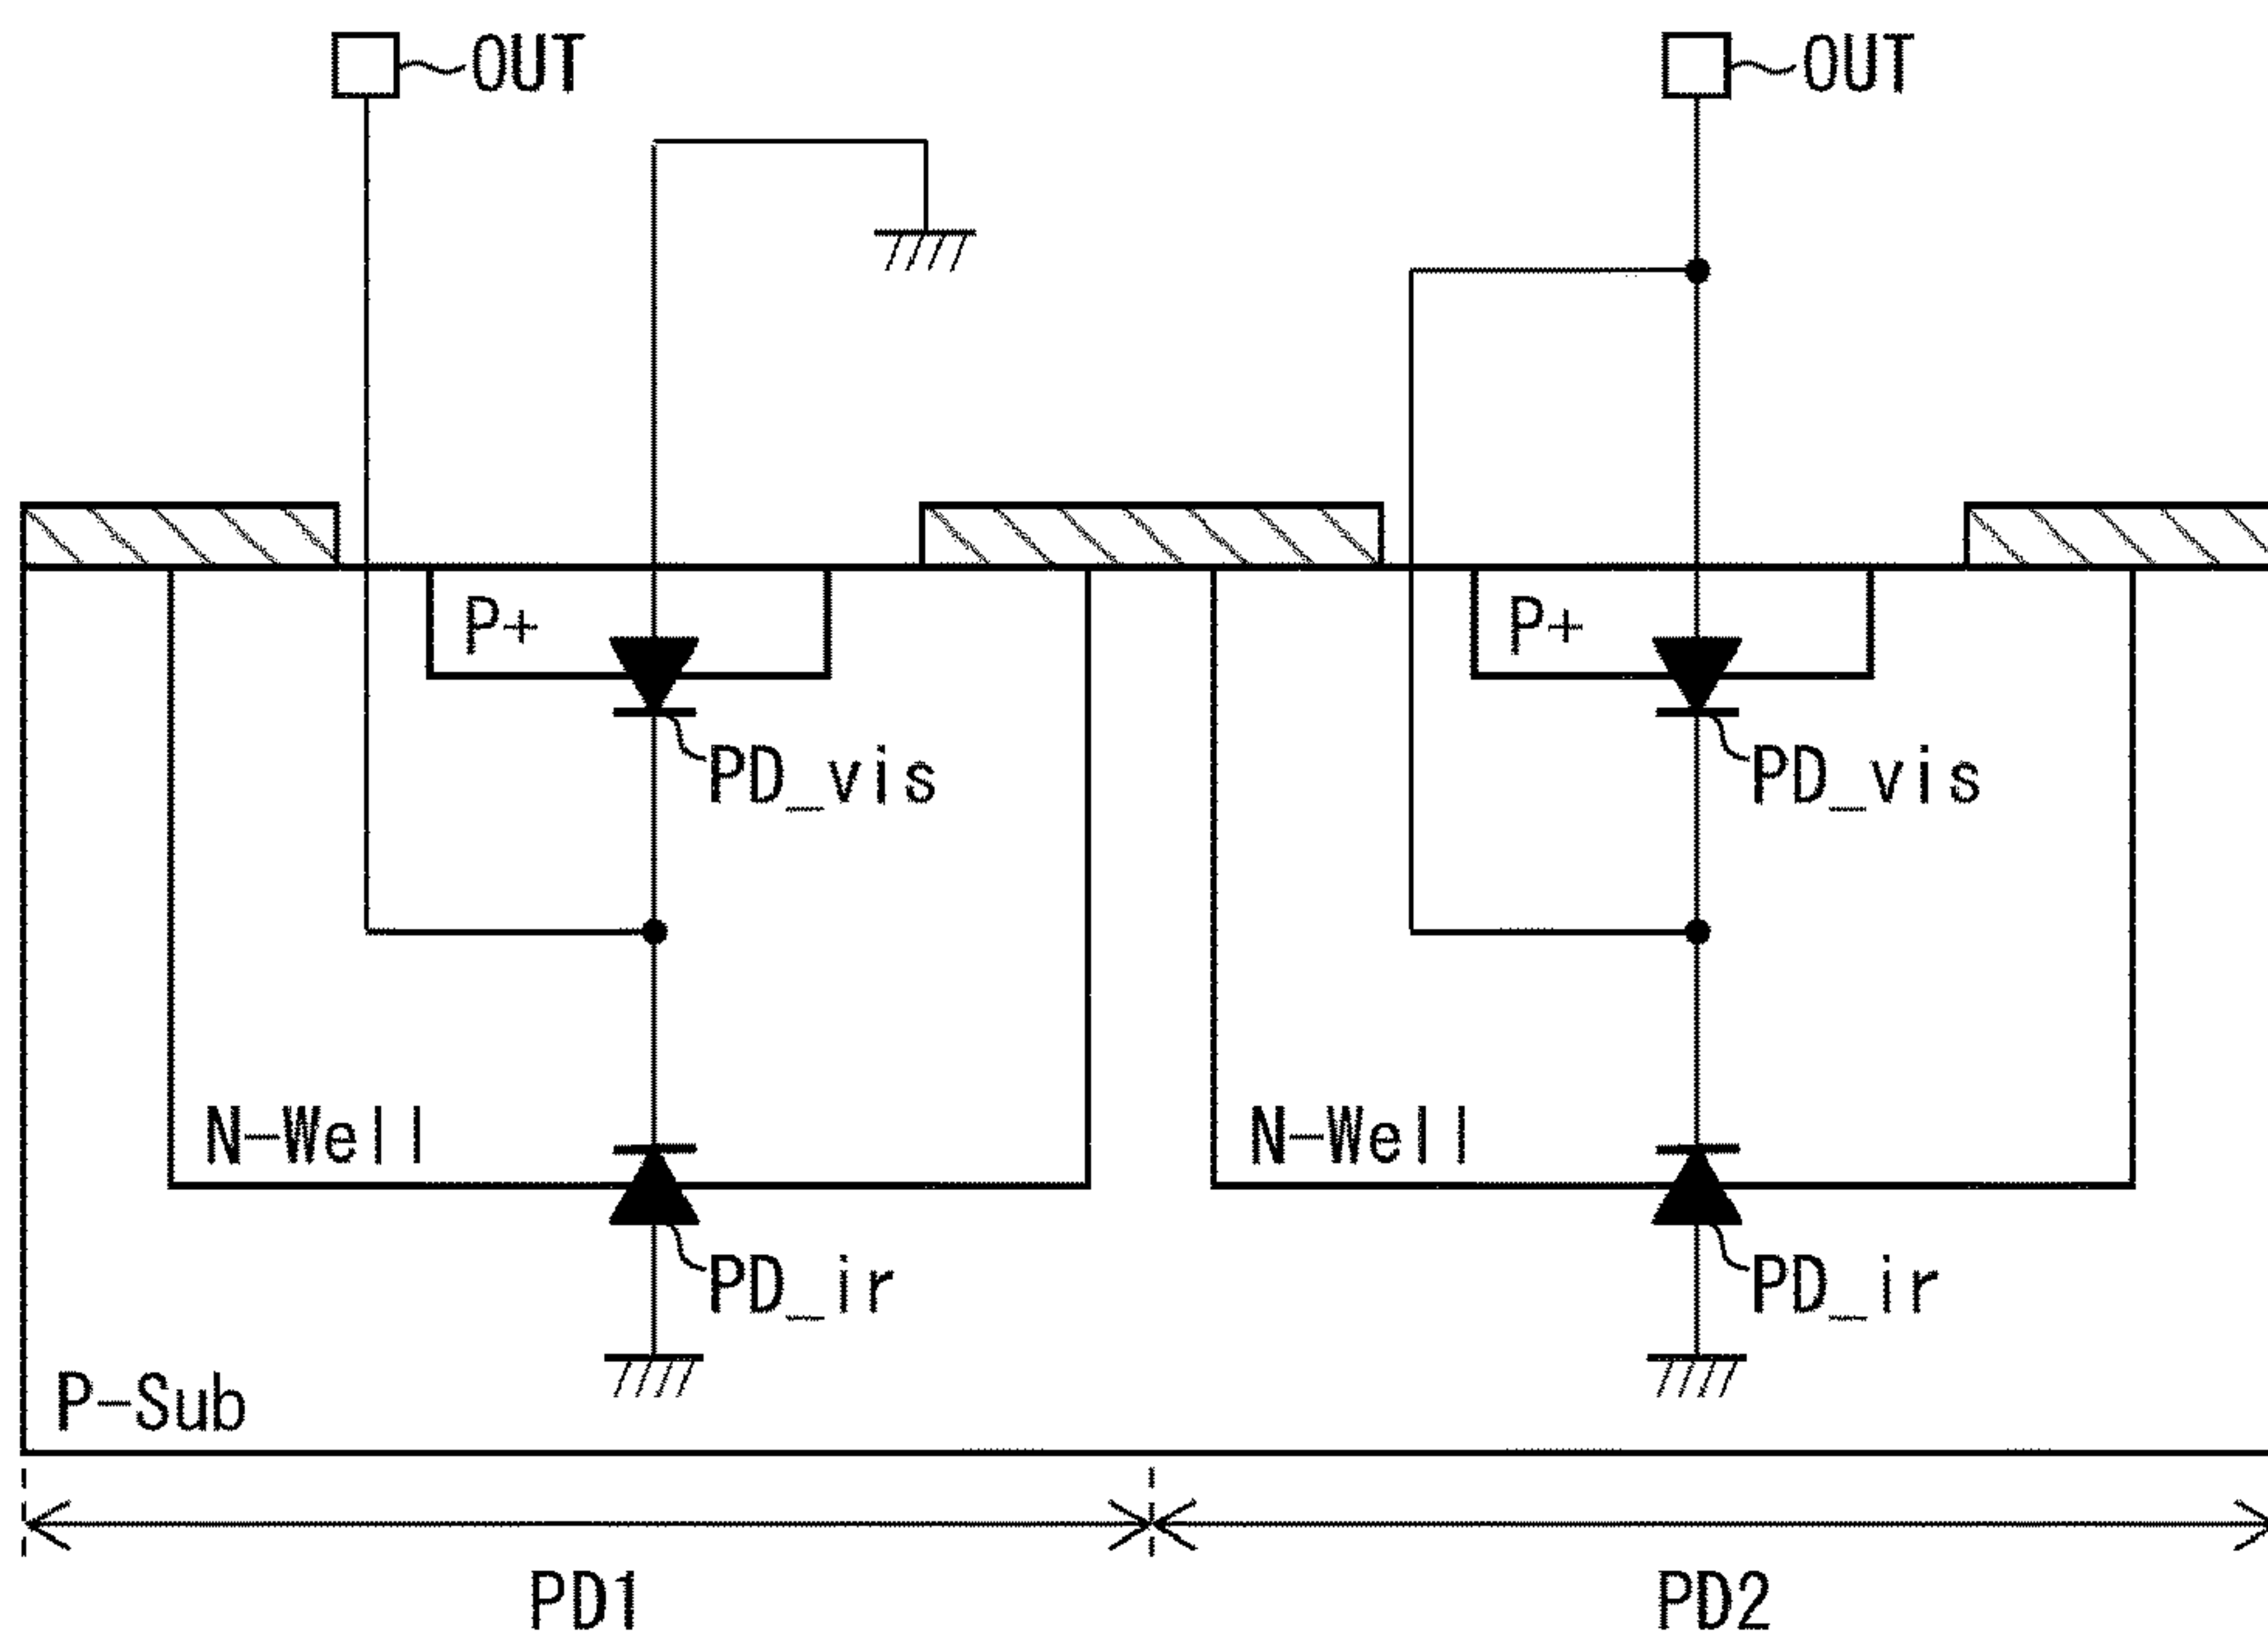 OUT
OUT
P+
P+
PD_vis
PD_vis
N-Well
N-Well
PD_ir
PD_ir
P-Sub
PD1
PD2